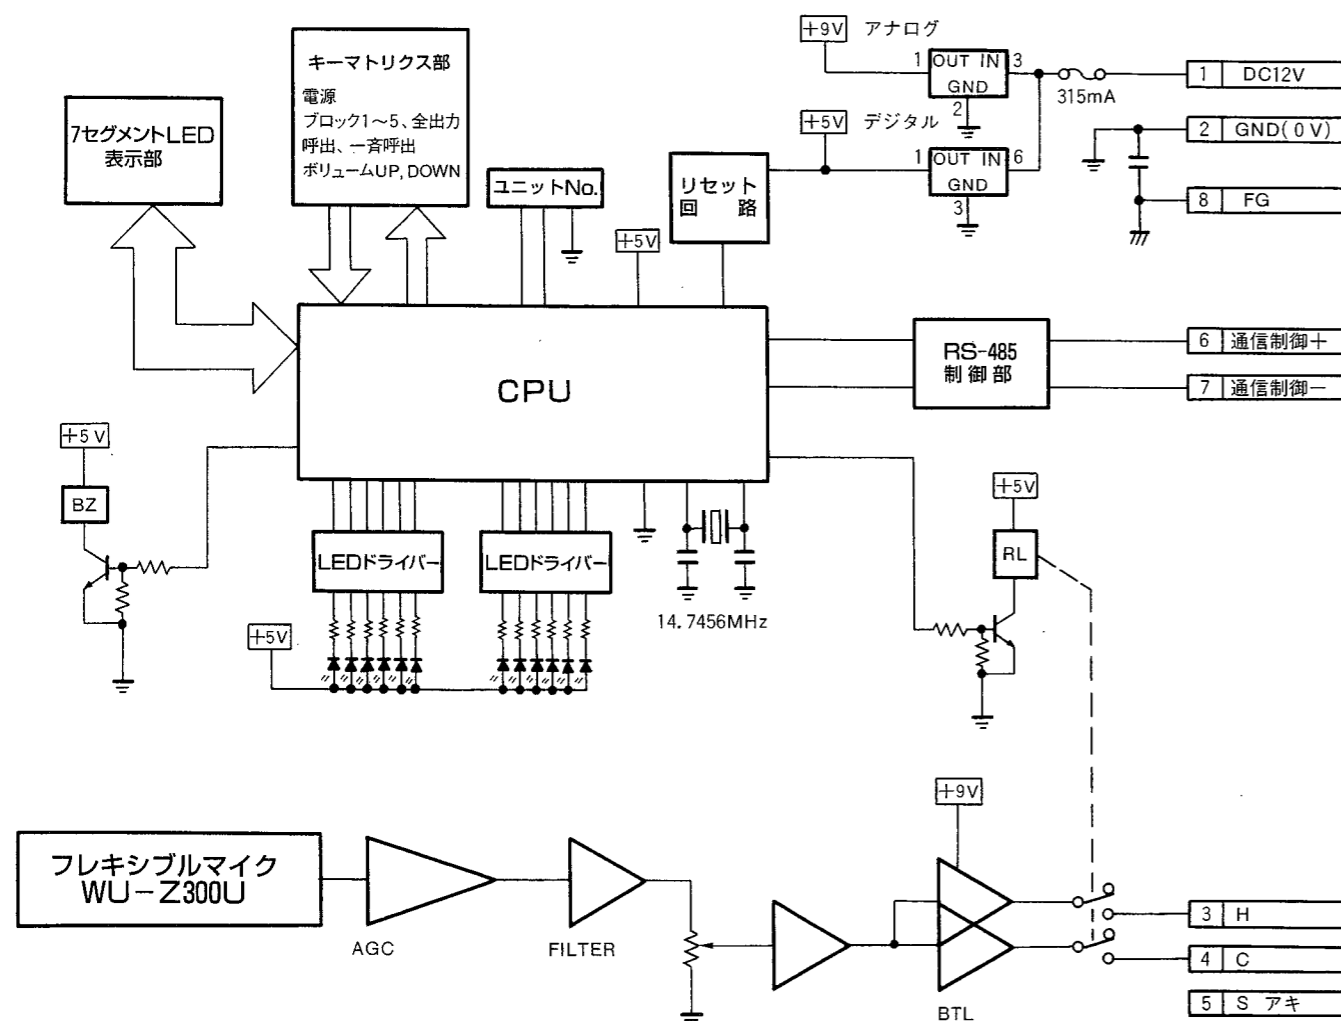 +9V アナログ
キーマトリクス部
電源
ブロック1〜5、全出力
呼出、一斉呼出
ボリュームUP, DOWN
7セグメントLED
表示部
ユニットNo.
リセット
回 路
+5V
1 OUT IN 3
GND
2
315mA
+5V デジタル
1 OUT IN 6
GND
3
1 DC12V
2 GND(0V)
8 FG
CPU
RS-485
制御部
6 通信制御+
7 通信制御−
+5V
BZ
LEDドライバー
LEDドライバー
14.7456MHz
+5V
+5V
RL
+9V
フレキシブルマイク
WU-Z300U
AGC
FILTER
BTL
3 H
4 C
5 S アキ